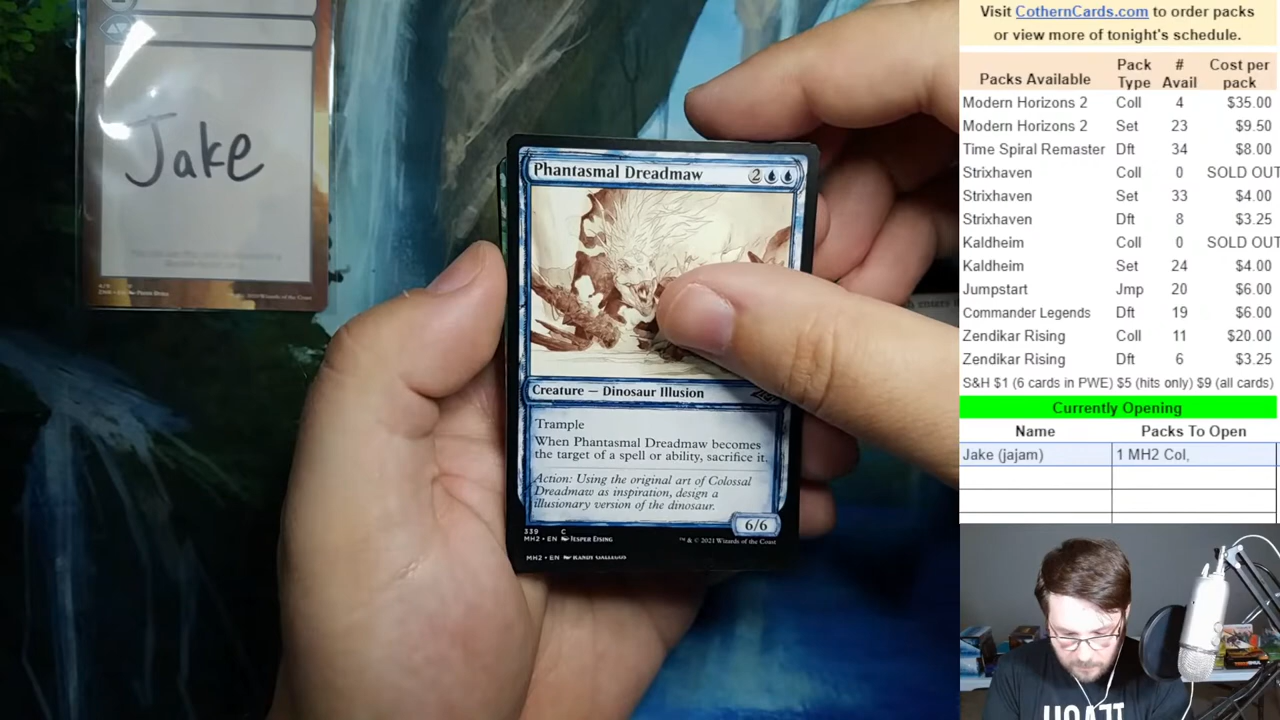 Jake
Phantasmal Dreadmaw 2
Creature — Dinosaur Illusion
Trample
When Phantasmal Dreadmaw becomes
the target of a spell or ability, sacrifice it.
Action: Using the original art of Colossal
Dreadmaw as inspiration, design a
illusionary version of the dinosaur.
6/6
339 C
MH2 • EN Jesper Ejsing
™ & © 2021 Wizards of the Coast
MH2 • EN Randy Gallegos
Visit CothernCards.com to order packs
or view more of tonight's schedule.
Packs Available Pack Type # Avail Cost per pack
Modern Horizons 2 Coll 4 $35.00
Modern Horizons 2 Set 23 $9.50
Time Spiral Remaster Dft 34 $8.00
Strixhaven Coll 0 SOLD OUT
Strixhaven Set 33 $4.00
Strixhaven Dft 8 $3.25
Kaldheim Coll 0 SOLD OUT
Kaldheim Set 24 $4.00
Jumpstart Jmp 20 $6.00
Commander Legends Dft 19 $6.00
Zendikar Rising Coll 11 $20.00
Zendikar Rising Dft 6 $3.25
S&H $1 (6 cards in PWE) $5 (hits only) $9 (all cards)
Currently Opening
Name Packs To Open
Jake (jajam) 1 MH2 Col,